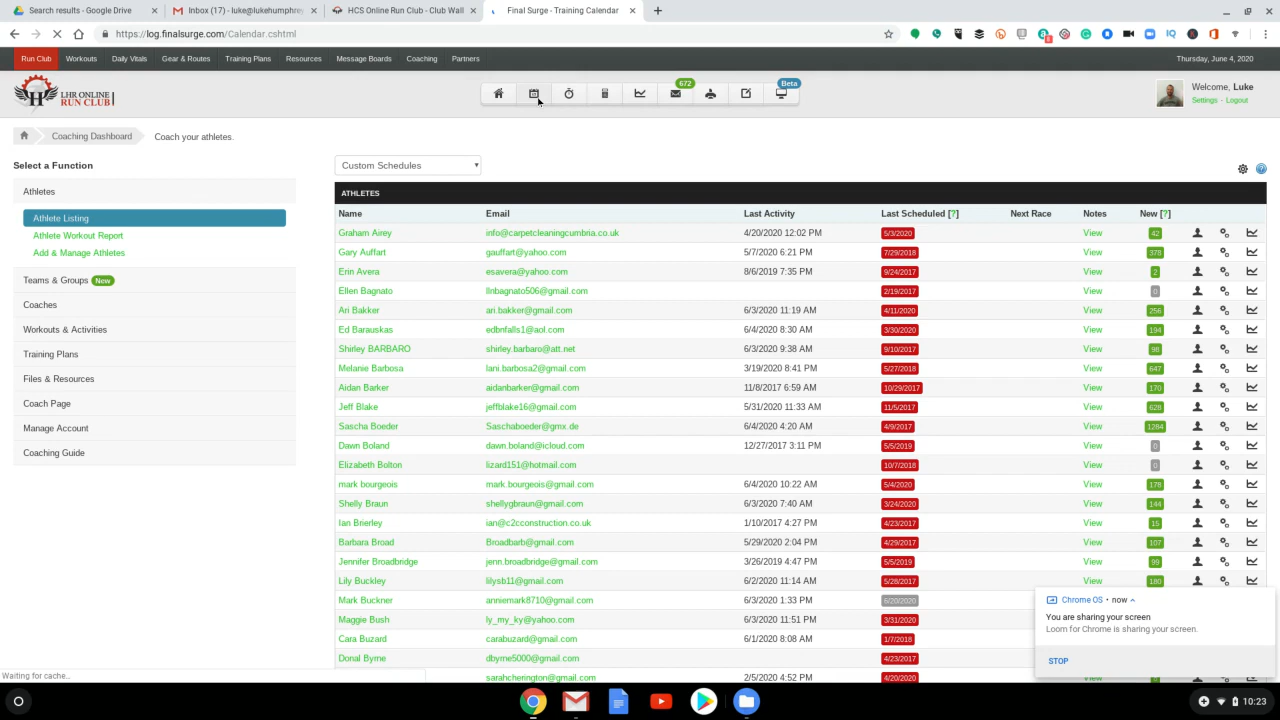 Search results - Google Drive
Inbox (17) - luke@lukehumphrey
HCS Online Run Club - Club Wall
Final Surge - Training Calendar
https://log.finalsurge.com/Calendar.cshtml
Run Club Workouts Daily Vitals Gear & Routes Training Plans Resources Message Boards Coaching Partners Thursday, June 4, 2020
LHR ONLINE
RUN CLUB
672
Beta
Welcome, Luke
Settings - Logout
Coaching Dashboard Coach your athletes.
Select a Function
Athletes
Athlete Listing
Athlete Workout Report
Add & Manage Athletes
Teams & Groups New
Coaches
Workouts & Activities
Training Plans
Files & Resources
Coach Page
Manage Account
Coaching Guide
Custom Schedules
ATHLETES
Name Email Last Activity Last Scheduled [?] Next Race Notes New [?]
Graham Airey info@carpetcleaningcumbria.co.uk 4/20/2020 12:02 PM 5/3/2020 View 42
Gary Auffart gauffart@yahoo.com 5/7/2020 6:21 PM 7/29/2018 View 378
Erin Avera esavera@yahoo.com 8/6/2019 7:35 PM 9/24/2017 View 2
Ellen Bagnato llnbagnato506@gmail.com 2/19/2017 View 0
Ari Bakker ari.bakker@gmail.com 6/3/2020 11:19 AM 4/11/2020 View 256
Ed Barauskas edbnfalls1@aol.com 6/4/2020 8:30 AM 3/30/2020 View 194
Shirley BARBARO shirley.barbaro@att.net 6/3/2020 9:38 AM 9/10/2017 View 98
Melanie Barbosa lani.barbosa2@gmail.com 3/19/2020 8:41 PM 5/27/2018 View 647
Aidan Barker aidanbarker@gmail.com 11/8/2017 6:59 AM 10/29/2017 View 170
Jeff Blake jeffblake16@gmail.com 5/31/2020 11:33 AM 11/5/2017 View 628
Sascha Boeder Saschaboeder@gmx.de 6/4/2020 4:20 AM 4/9/2017 View 1284
Dawn Boland dawn.boland@icloud.com 12/27/2017 3:11 PM 5/5/2019 View 0
Elizabeth Bolton lizard151@hotmail.com 10/7/2018 View 0
mark bourgeois mark.bourgeois@gmail.com 6/4/2020 10:22 AM 5/4/2020 View 178
Shelly Braun shellygbraun@gmail.com 6/3/2020 7:40 AM 3/24/2020 View 144
Ian Brierley ian@c2cconstruction.co.uk 1/10/2017 4:27 PM 4/23/2017 View 15
Barbara Broad Broadbarb@gmail.com 5/29/2020 2:04 PM 4/29/2017 View 107
Jennifer Broadbridge jenn.broadbridge@gmail.com 3/26/2019 4:47 PM 5/5/2019 View 99
Lily Buckley lilysb11@gmail.com 6/2/2020 11:14 AM 5/28/2017 View 180
Mark Buckner anniemark8710@gmail.com 6/3/2020 1:33 PM 6/20/2020
Maggie Bush ly_my_ky@yahoo.com 6/3/2020 11:51 PM 3/31/2020
Cara Buzard carabuzard@gmail.com 6/1/2020 8:08 AM 1/7/2018
Donal Byrne dbyrne5000@gmail.com 4/23/2017
sarahcherington@gmail.com 2/5/2020 4:52 PM 4/20/2020 View
Chrome OS • now
You are sharing your screen
Loom for Chrome is sharing your screen.
STOP
Waiting for cache...
10:23